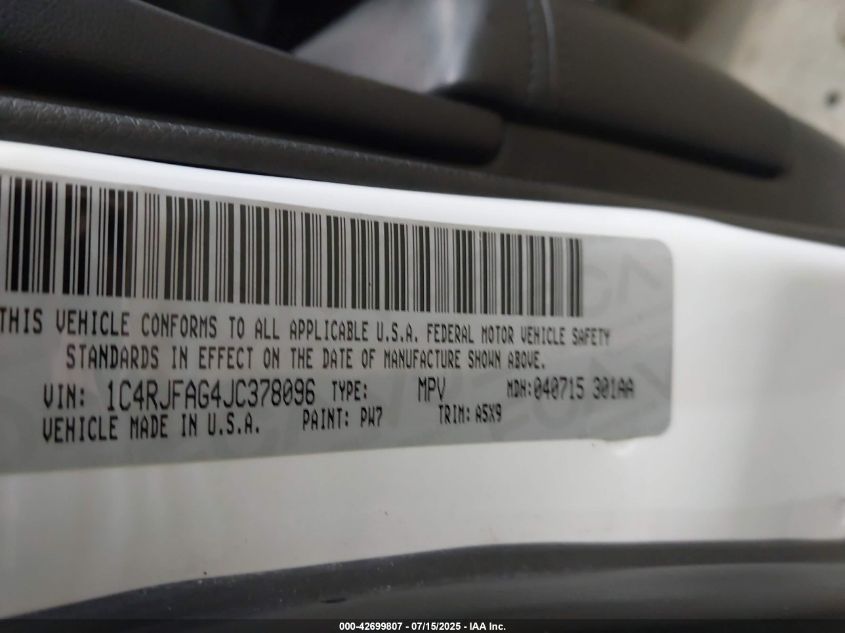 THIS VEHICLE CONFORMS TO ALL APPLICABLE U.S.A. FEDERAL MOTOR VEHICLE SAFETY
STANDARDS IN EFFECT ON THE DATE OF MANUFACTURE SHOWN ABOVE.
VIN: 1C4RJFAG4JC378096 TYPE: MPV MDH: 040715 301AA
VEHICLE MADE IN U.S.A. PAINT: PW7 TRIM: A5X9
000-42699807 - 07/15/2025 - IAA Inc.